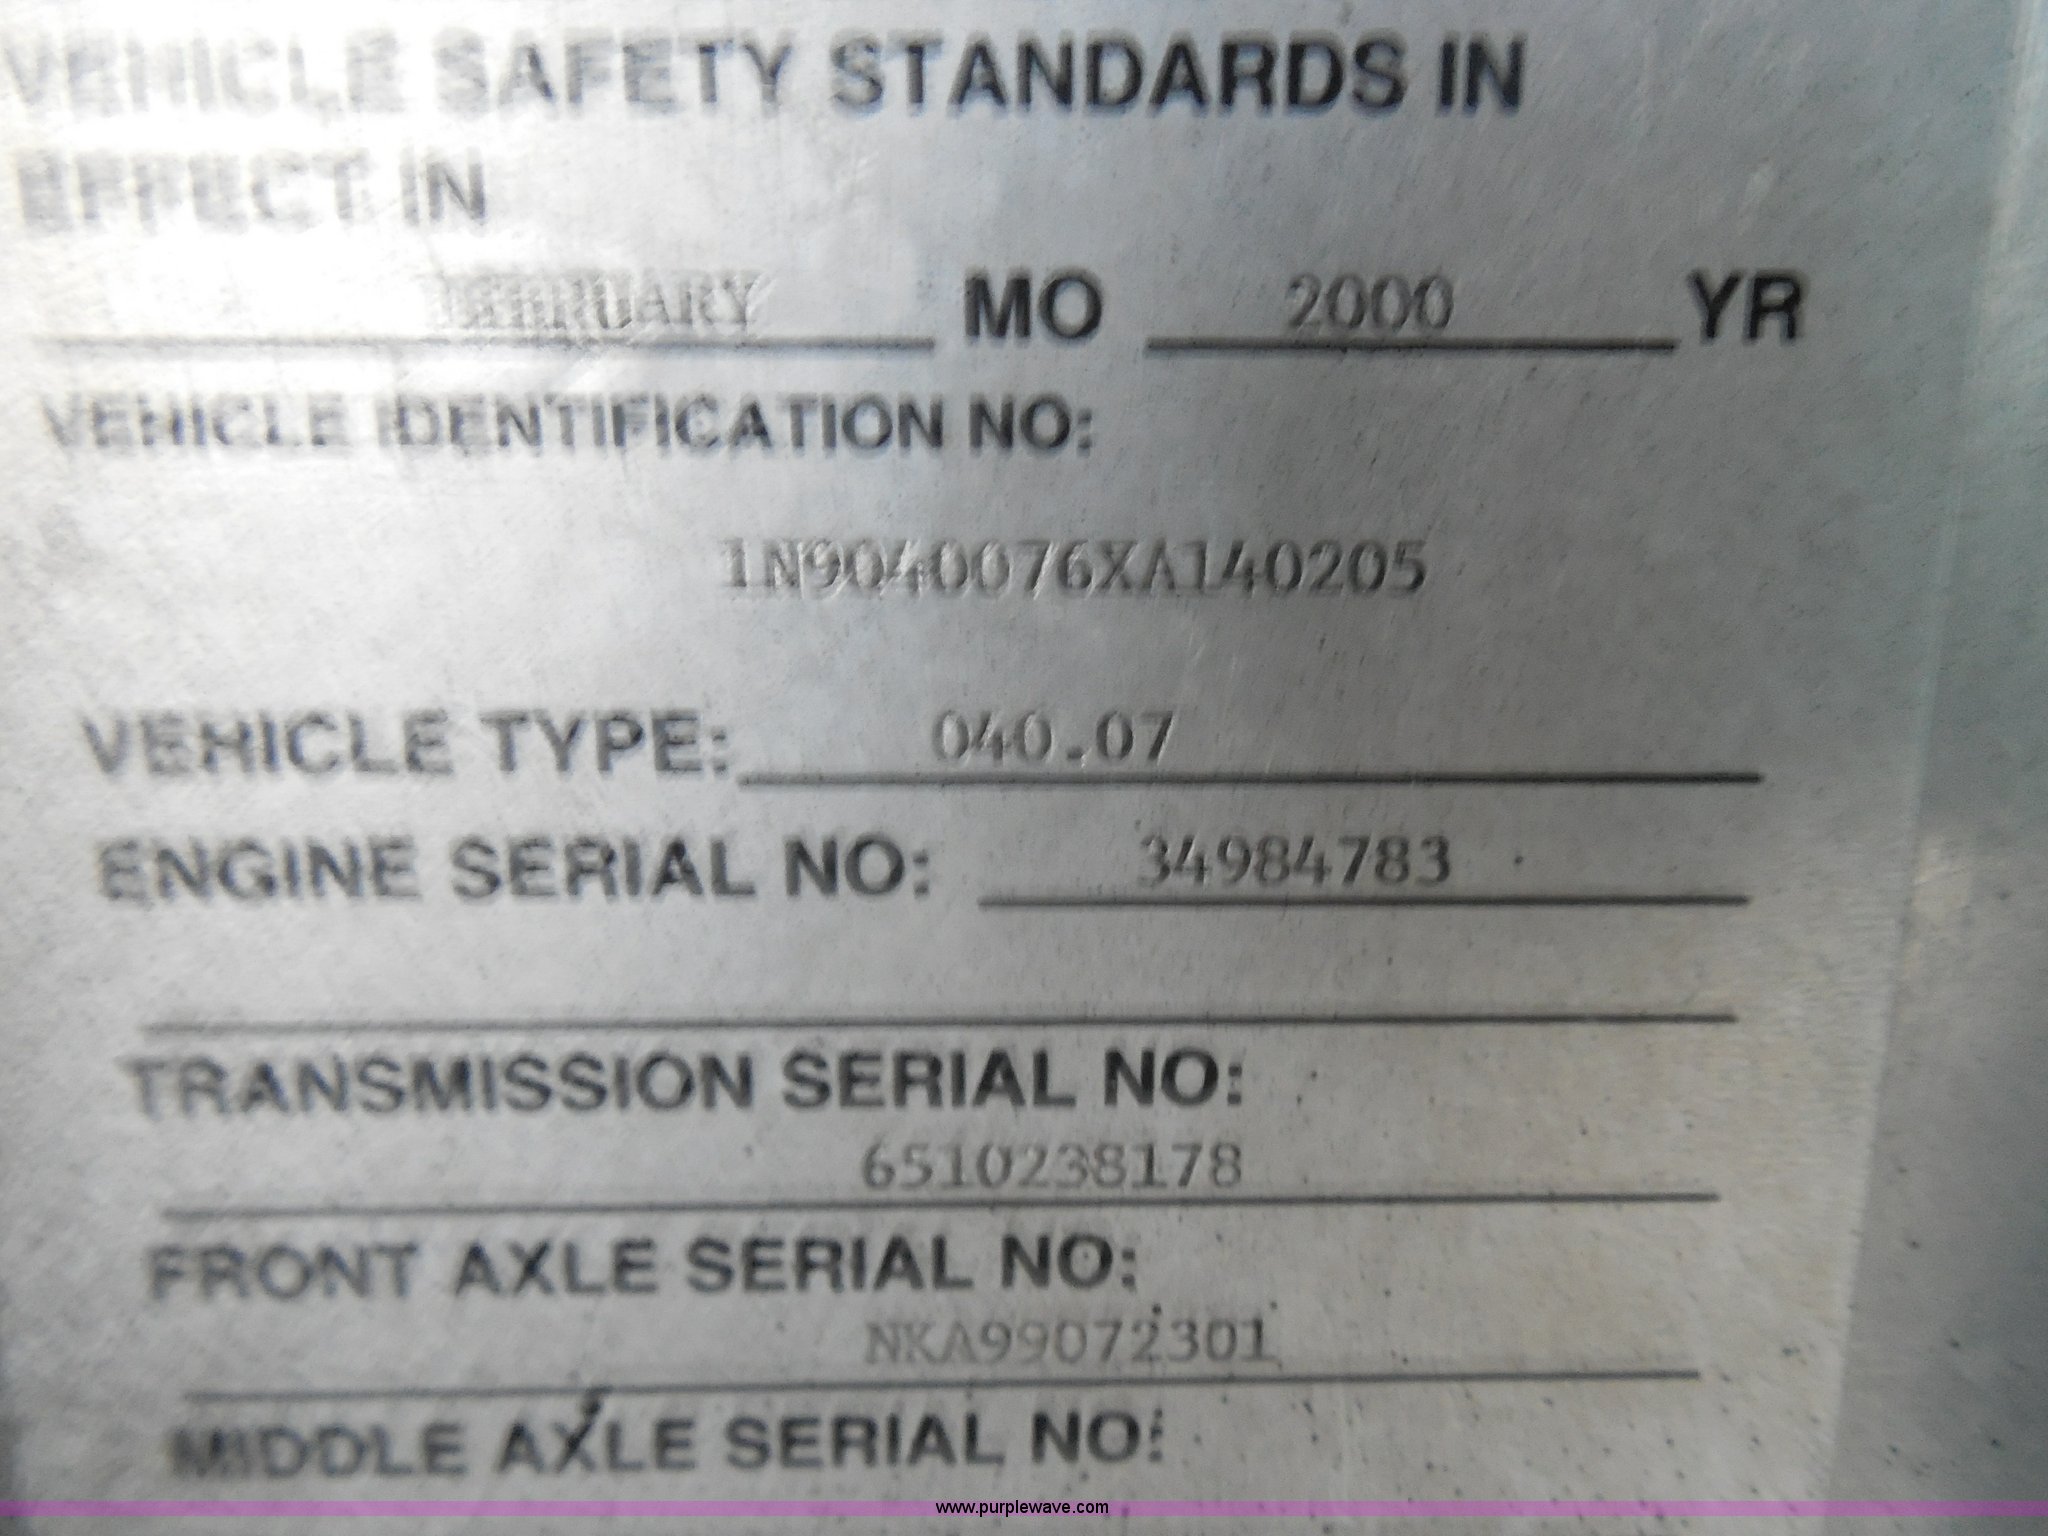 VEHICLE SAFETY STANDARDS IN
EFFECT IN
FEBRUARY MO 2000 YR
VEHICLE IDENTIFICATION NO:
1N9040076XA140205
VEHICLE TYPE: 040.07
ENGINE SERIAL NO: 34984783
TRANSMISSION SERIAL NO:
6510238178
FRONT AXLE SERIAL NO:
NKA99072301
MIDDLE AXLE SERIAL NO:
www.purplewave.com